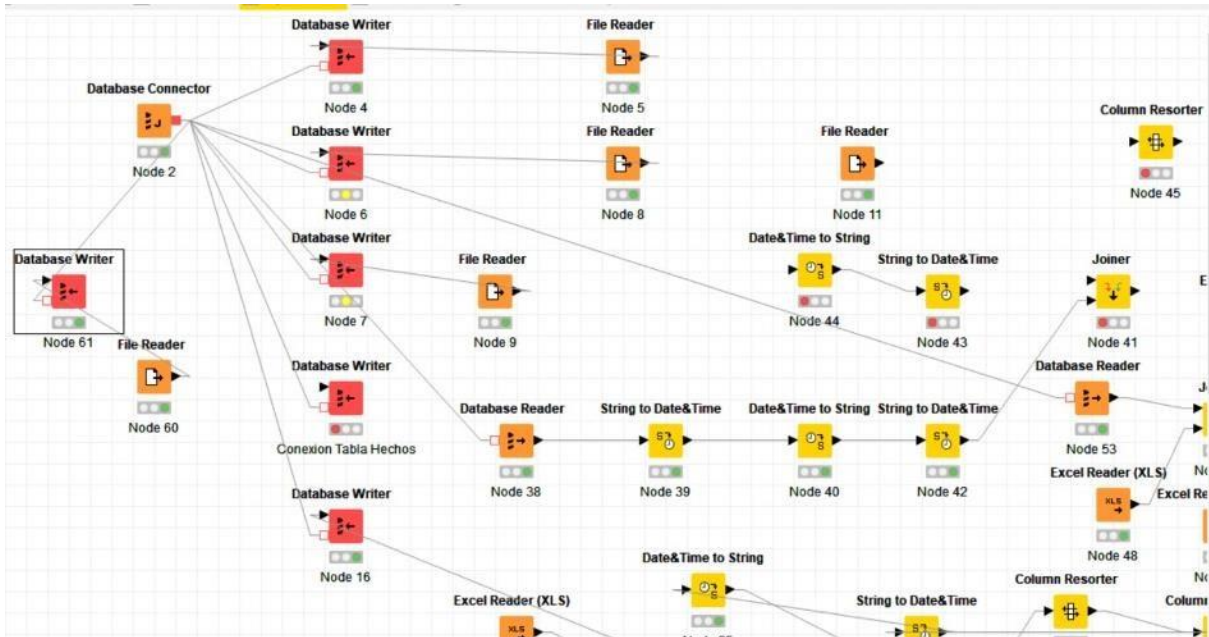 Database Writer
File Reader
Database Connector
Node 4
Node 5
Column Resorter
Database Writer
File Reader
File Reader
Node 2
Node 45
Node 6
Node 8
Node 11
Database Writer
Date&Time to String
Database Writer
File Reader
String to Date&Time
Joiner
E
Node 7
Node 44
Node 61
File Reader
Node 9
Node 43
Node 41
Database Writer
Database Reader
J
Database Reader
String to Date&Time
Date&Time to String
String to Date&Time
Node 60
Conexion Tabla Hechos
Node 53
Excel Reader (XLS)
Node 38
Node 39
Node 40
Node 42
Database Writer
Excel Re
XLS
Node 48
Date&Time to String
Node 16
Column Resorter
Excel Reader (XLS)
String to Date&Time
Column
XLS